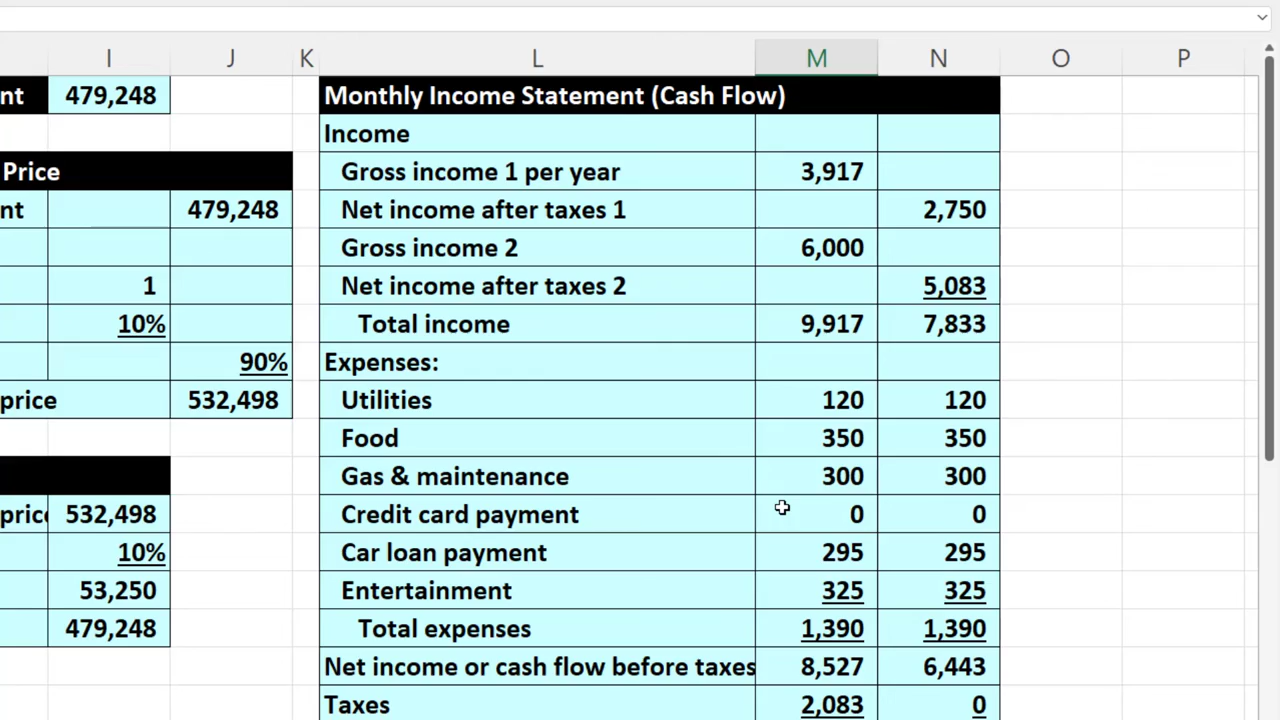 I J K L M N O P
nt 479,248 Monthly Income Statement (Cash Flow)
Income
Price Gross income 1 per year 3,917
nt 479,248 Net income after taxes 1 2,750
Gross income 2 6,000
1 Net income after taxes 2 5,083
10% Total income 9,917 7,833
90% Expenses:
price 532,498 Utilities 120 120
Food 350 350
Gas & maintenance 300 300
price 532,498 Credit card payment 0 0
10% Car loan payment 295 295
53,250 Entertainment 325 325
479,248 Total expenses 1,390 1,390
Net income or cash flow before taxes 8,527 6,443
Taxes 2,083 0